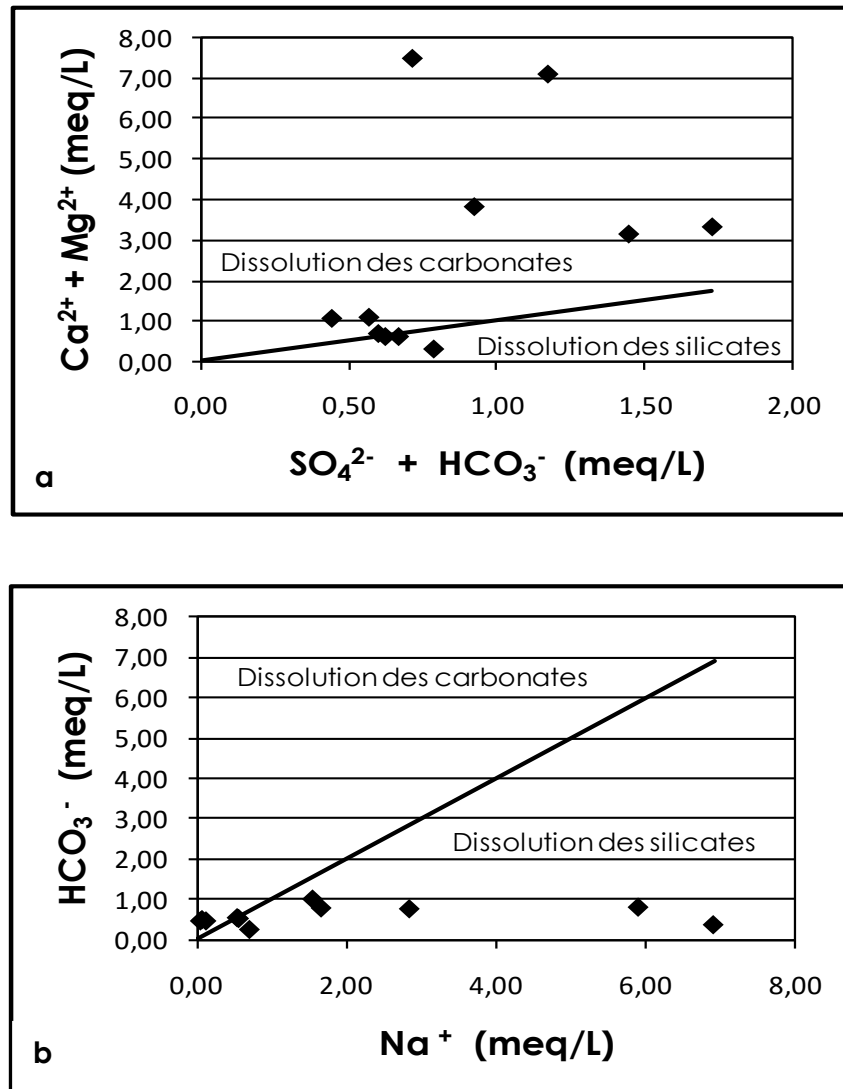 8,00
7,00
6,00
5,00
4,00
3,00
2,00
1,00
0,00
Ca²⁺ + Mg²⁺ (meq/L)
Dissolution des carbonates
Dissolution des silicates
0,00 0,50 1,00 1,50 2,00
SO₄²⁻ + HCO₃⁻ (meq/L)
a
8,00
7,00
6,00
5,00
4,00
3,00
2,00
1,00
0,00
HCO₃⁻ (meq/L)
Dissolution des carbonates
Dissolution des silicates
0,00 2,00 4,00 6,00 8,00
Na⁺ (meq/L)
b